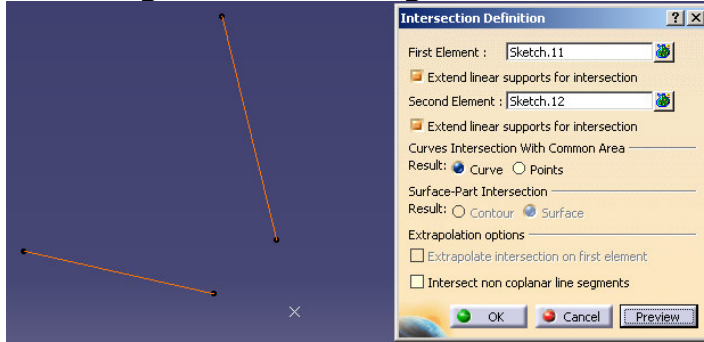 Intersection Definition
First Element : Sketch.11
Extend linear supports for intersection
Second Element : Sketch.12
Extend linear supports for intersection
Curves Intersection With Common Area
Result: Curve Points
Surface-Part Intersection
Result: Contour Surface
Extrapolation options
Extrapolate intersection on first element
Intersect non coplanar line segments
OK Cancel Preview